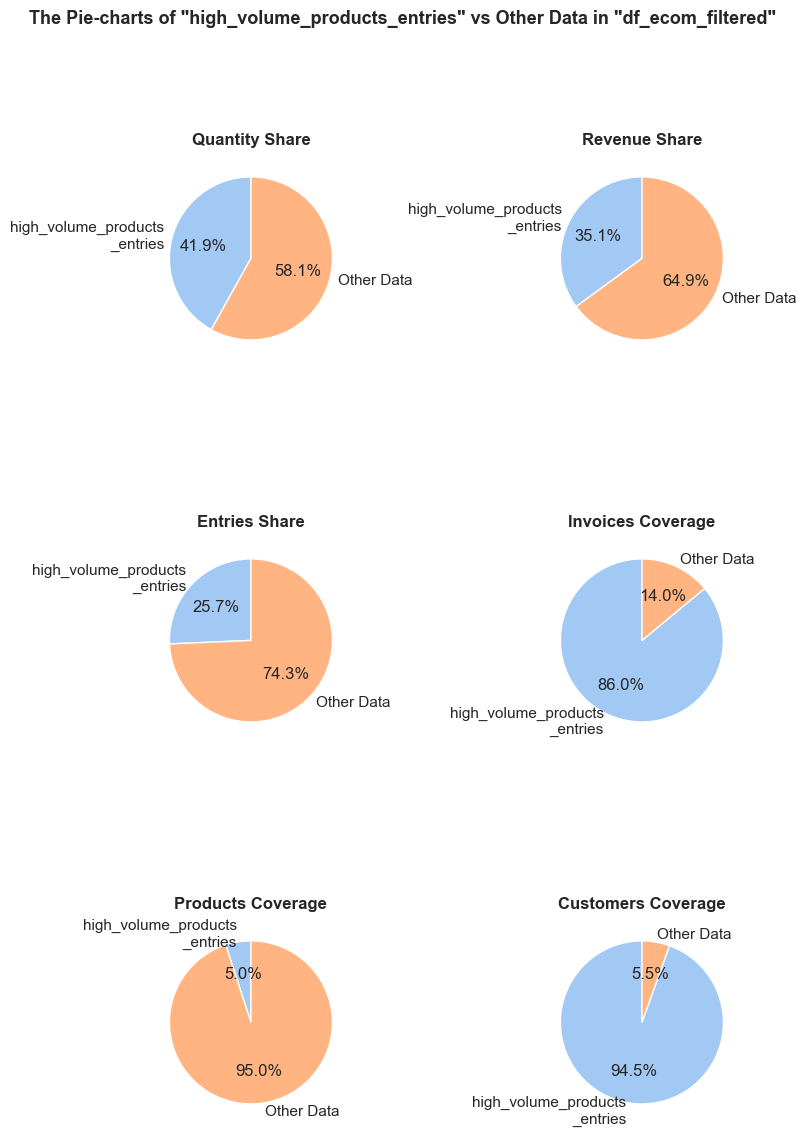 The Pie-charts of "high_volume_products_entries" vs Other Data in "df_ecom_filtered"
Quantity Share
high_volume_products
_entries
41.9%
58.1%
Other Data
Revenue Share
high_volume_products
_entries
35.1%
64.9%
Other Data
Entries Share
high_volume_products
_entries
25.7%
74.3%
Other Data
Invoices Coverage
Other Data
14.0%
86.0%
high_volume_products
_entries
Products Coverage
high_volume_products
_entries
5.0%
95.0%
Other Data
Customers Coverage
Other Data
5.5%
94.5%
high_volume_products
_entries